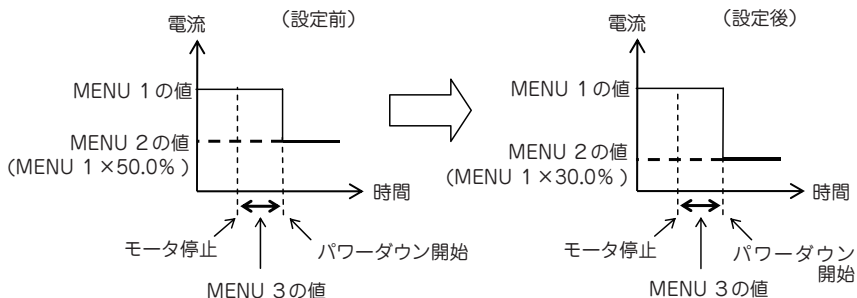 電流
(設定前)
MENU 1の値
MENU 2の値
(MENU 1×50.0%)
時間
モータ停止
パワーダウン開始
MENU 3の値
電流
(設定後)
MENU 1の値
MENU 2の値
(MENU 1×30.0%)
時間
モータ停止
パワーダウン
開始
MENU 3の値